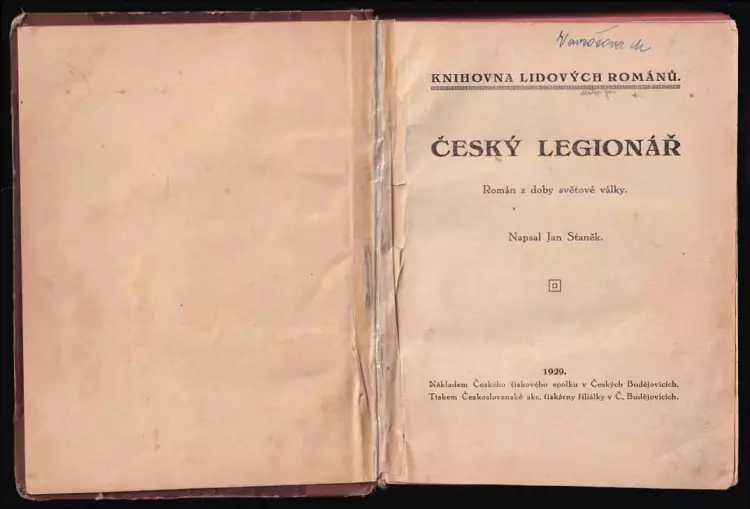 KNIHOVNA LIDOVÝCH ROMÁNŮ.
ČESKÝ LEGIONÁŘ
Román z doby světové války.
Napsal Jan Staněk.
1929.
Nákladem Českého tiskového spolku v Českých Budějovicích.
Tiskem Československé akc. tiskárny filiálky v Č. Budějovicích.